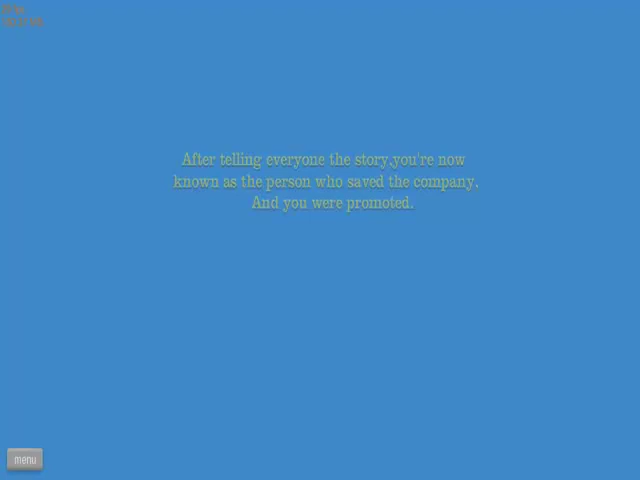 After telling everyone the story,you're now
known as the person who saved the company.
And you were promoted.
menu